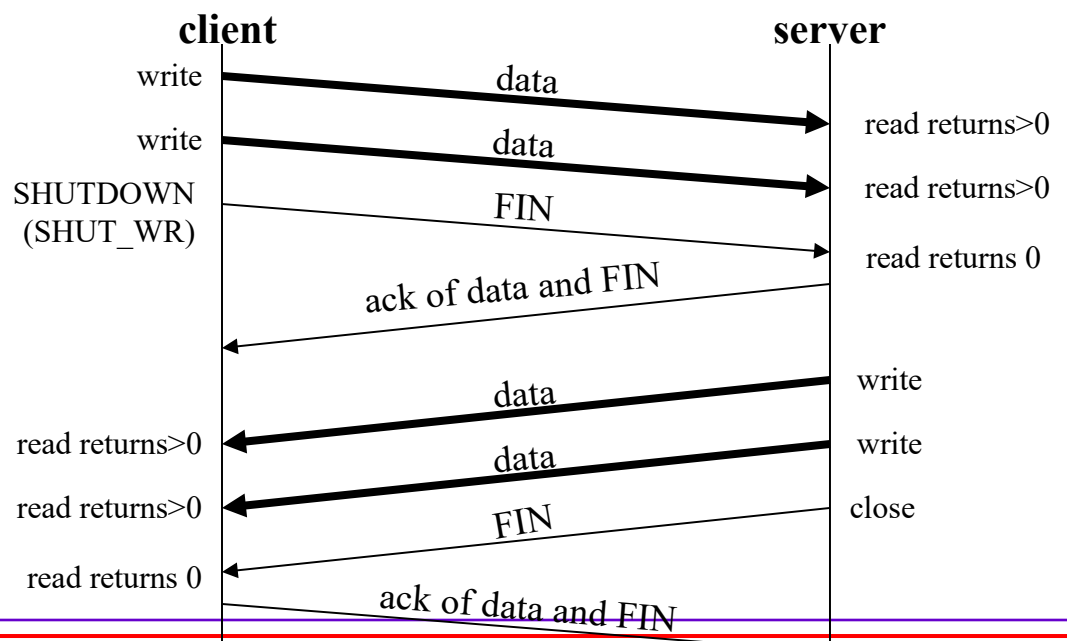 client
server
write
data
read returns>0
write
data
read returns>0
SHUTDOWN
(SHUT_WR)
FIN
read returns 0
ack of data and FIN
write
data
read returns>0
write
data
read returns>0
close
FIN
read returns 0
ack of data and FIN